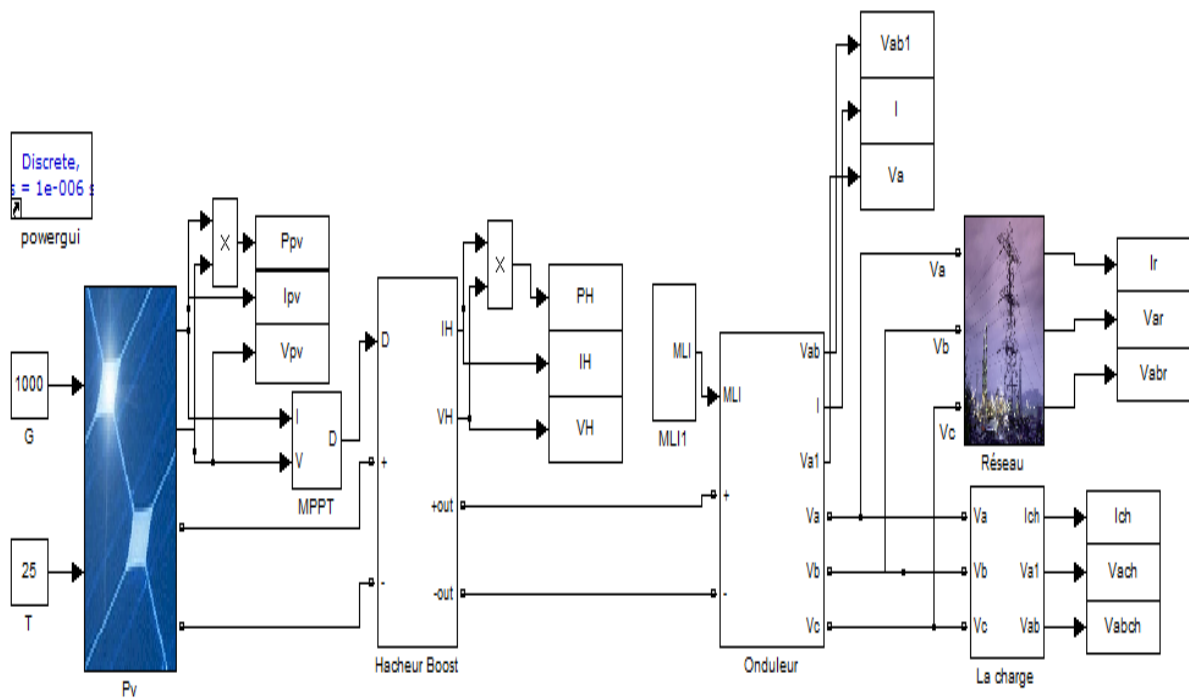 Discrete,
s = 1e-006 s
powergui
1000
G
25
T
Pv
X
Ppv
Ipv
Vpv
I
V
D
MPPT
D
+
-
IH
VH
+out
-out
Hacheur Boost
X
PH
IH
VH
MLI
MLI1
MLI
+
-
Vab
I
Va1
Va
Vb
Vc
Onduleur
Vab1
I
Va
Va
Vb
Vc
Réseau
Ir
Var
Vabr
Va
Vb
Vc
Ich
Va1
Vab
La charge
Ich
Vach
Vabch